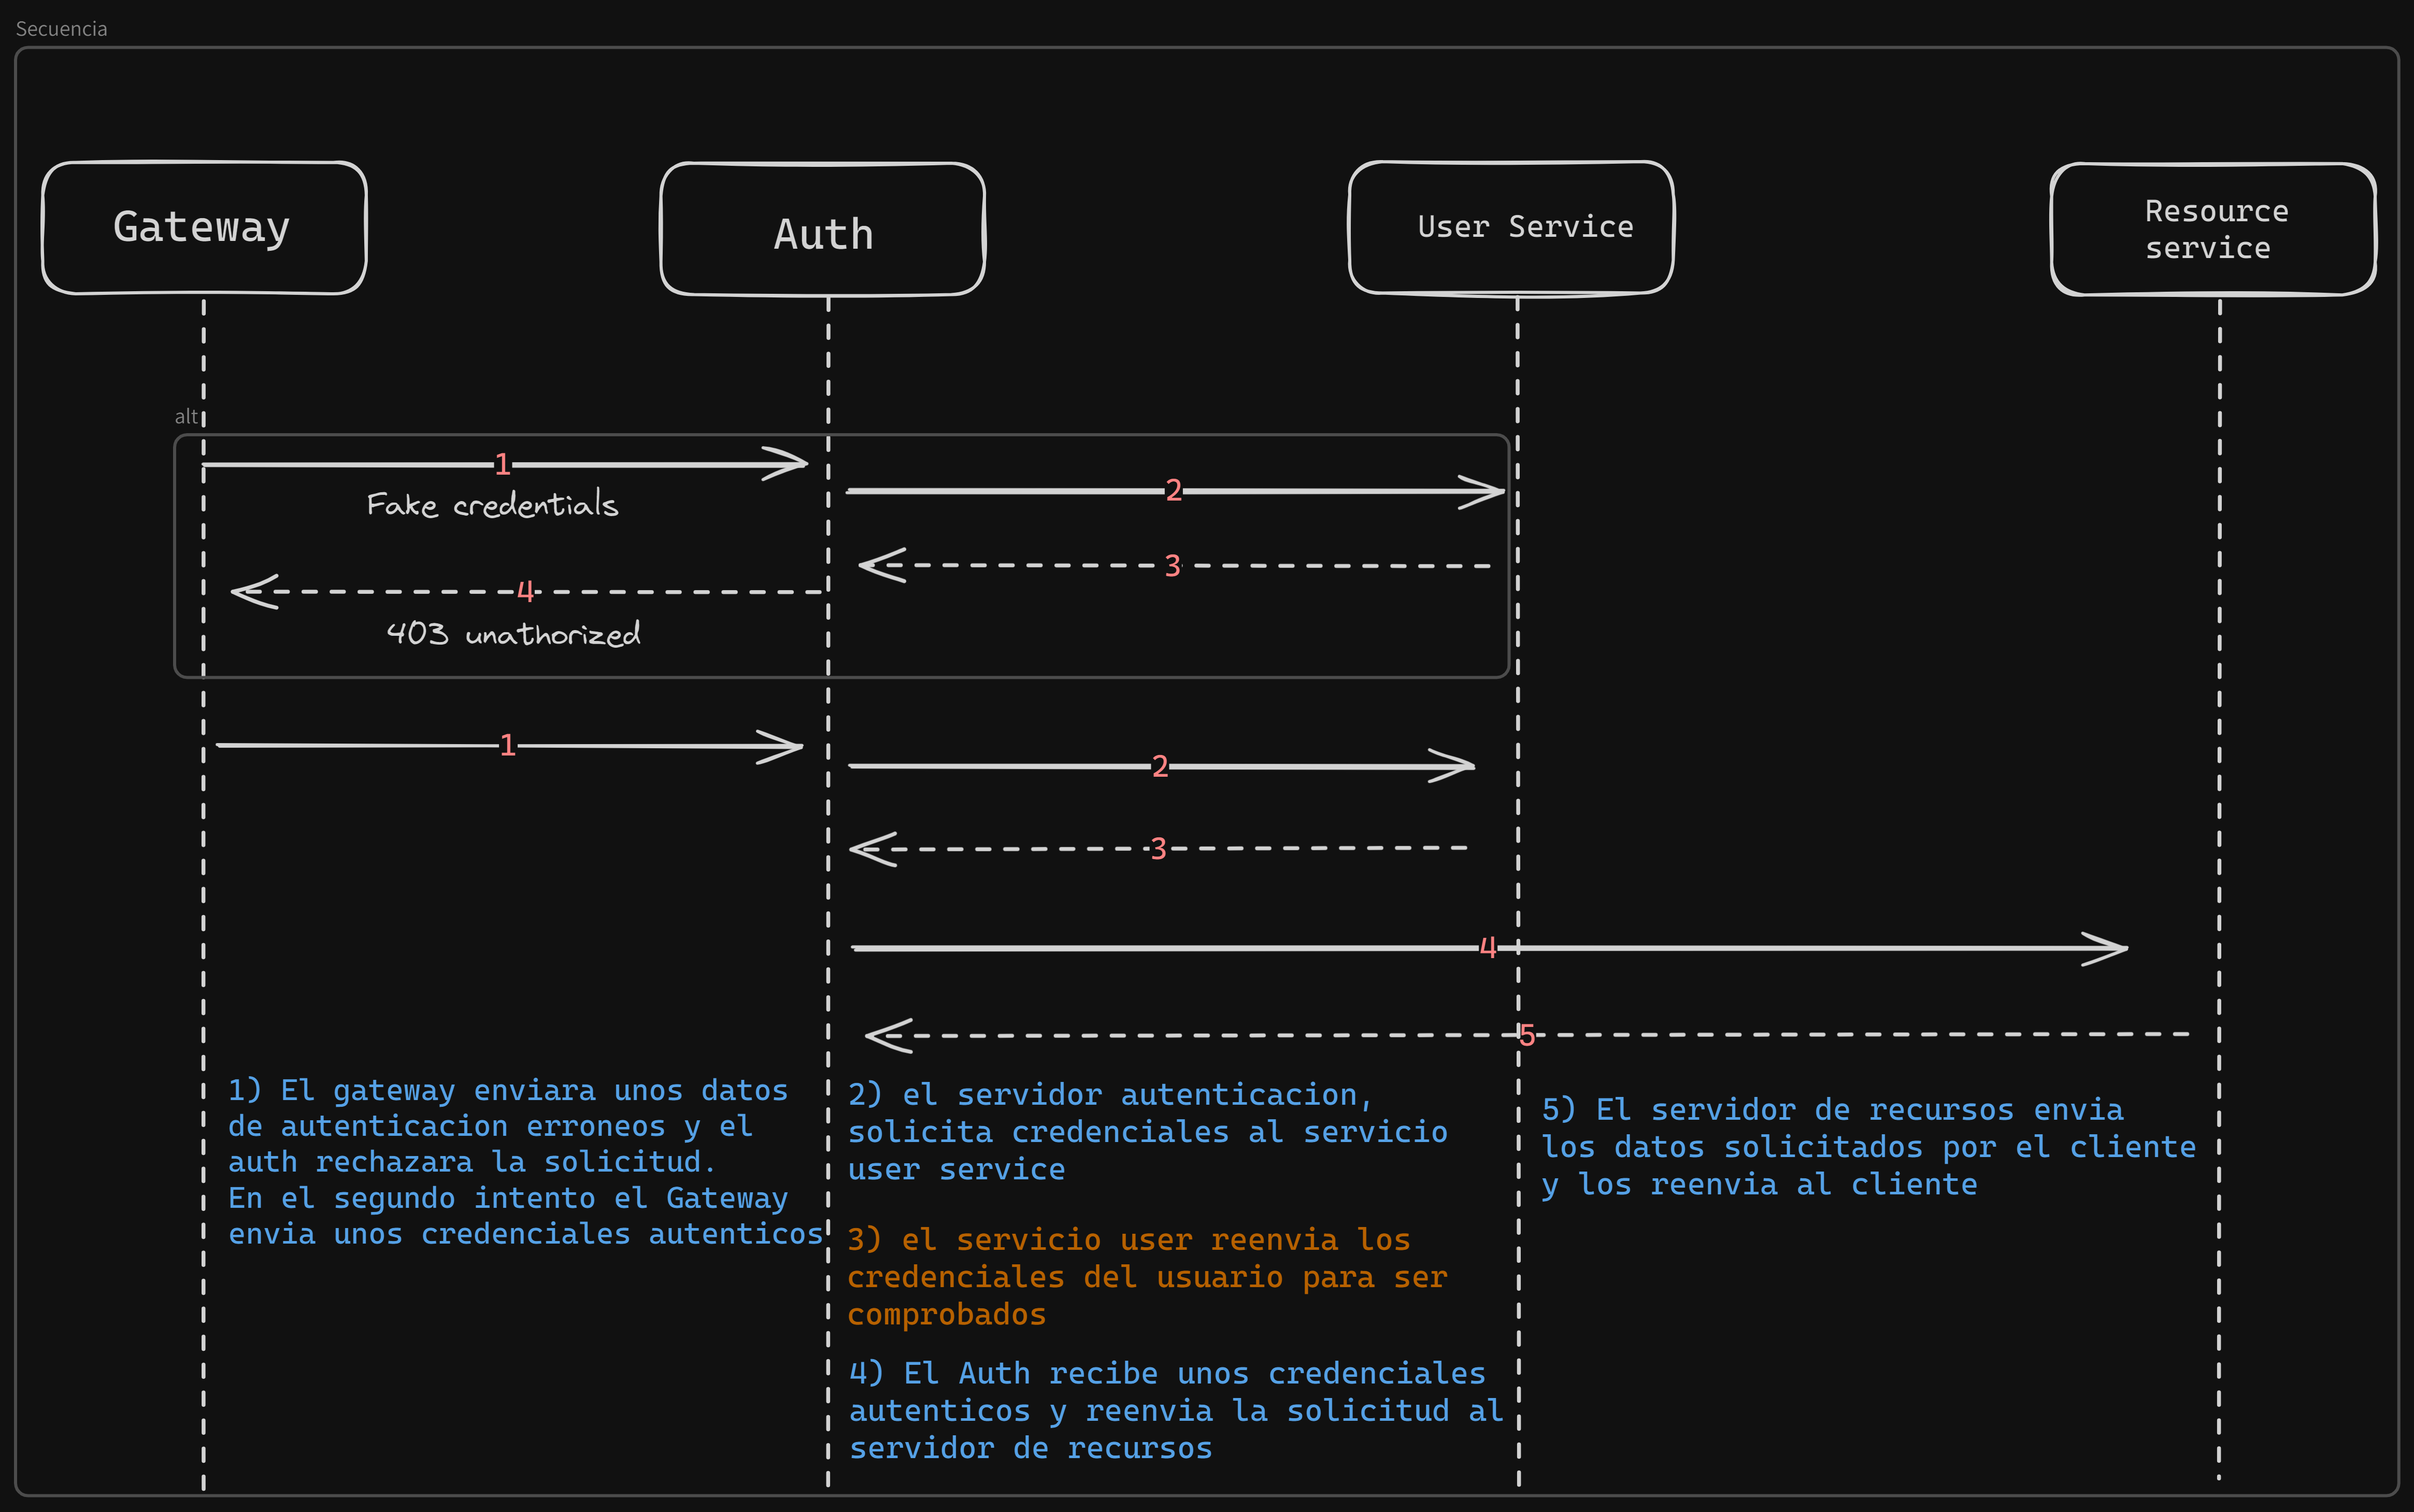 Secuencia
Gateway
Auth
User Service
Resource
service
alt
1
Fake credentials
2
3
4
403 unathorized
1
2
3
4
5
1) El gateway enviara unos datos
de autenticacion erroneos y el
auth rechazara la solicitud.
En el segundo intento el Gateway
envia unos credenciales autenticos
2) el servidor autenticacion,
solicita credenciales al servicio
user service
3) el servicio user reenvia los
credenciales del usuario para ser
comprobados
4) El Auth recibe unos credenciales
autenticos y reenvia la solicitud al
servidor de recursos
5) El servidor de recursos envia
los datos solicitados por el cliente
y los reenvia al cliente